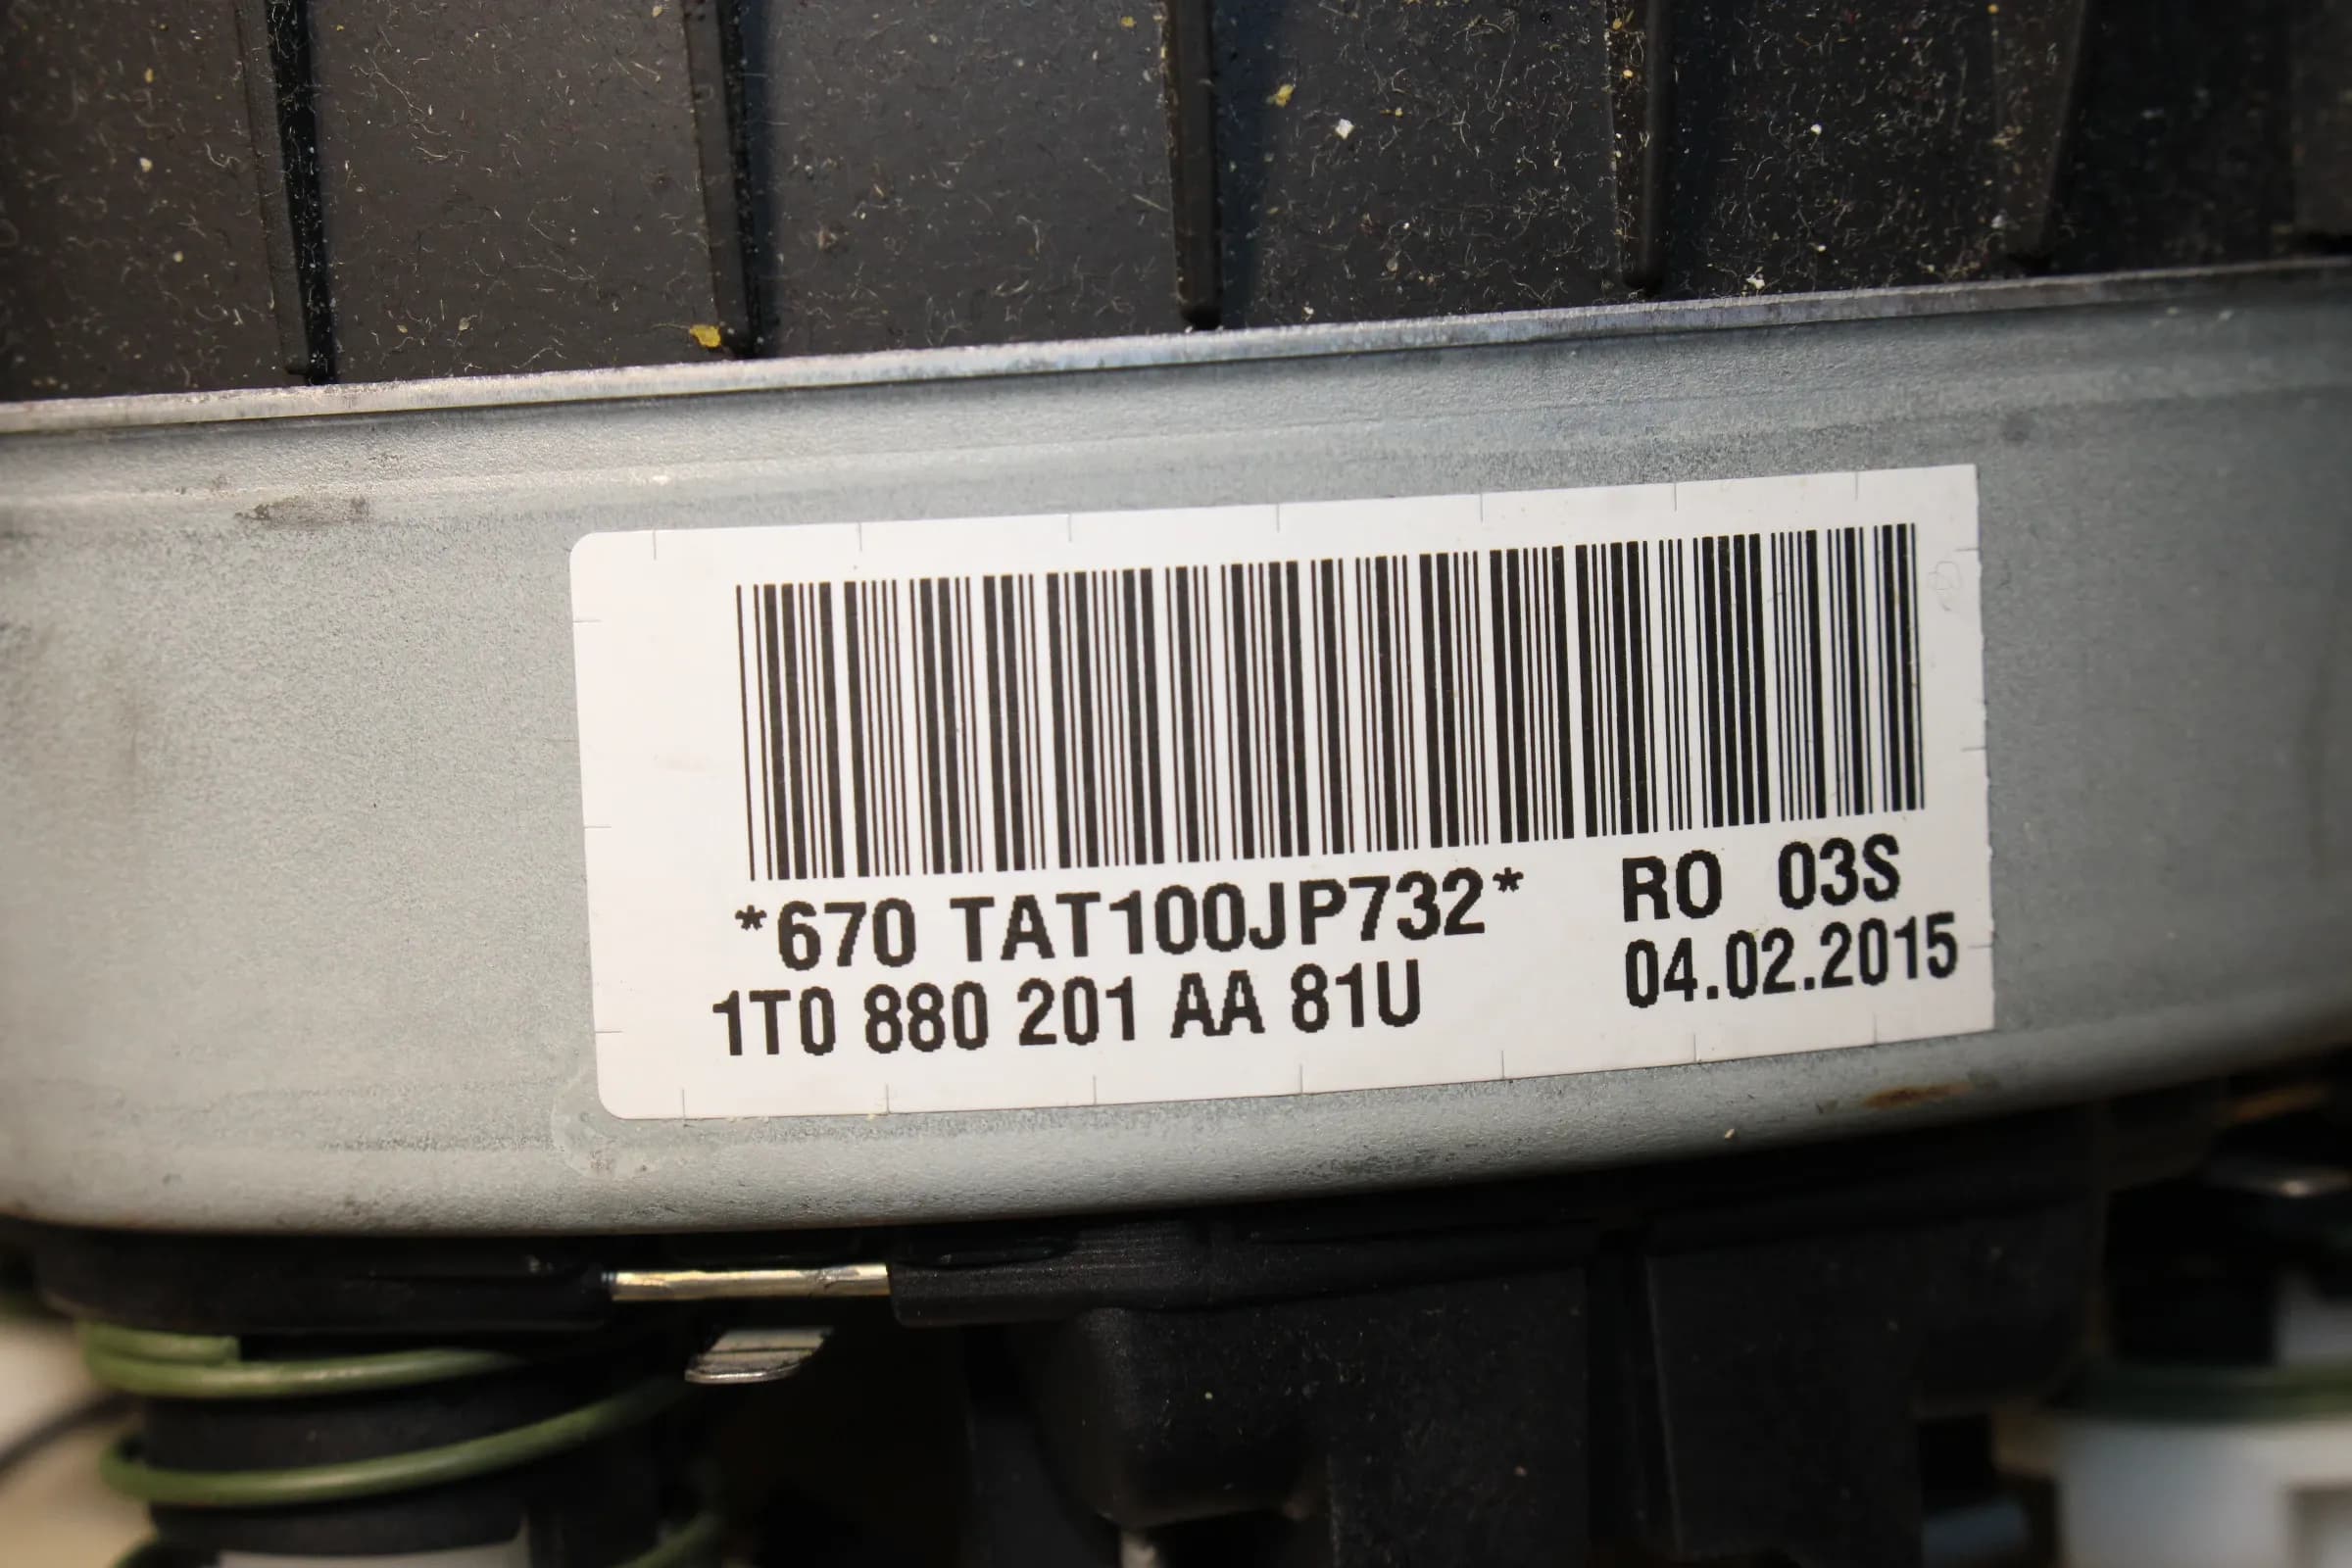 *670 TAT100JP732* RO 03S
1T0 880 201 AA 81U 04.02.2015